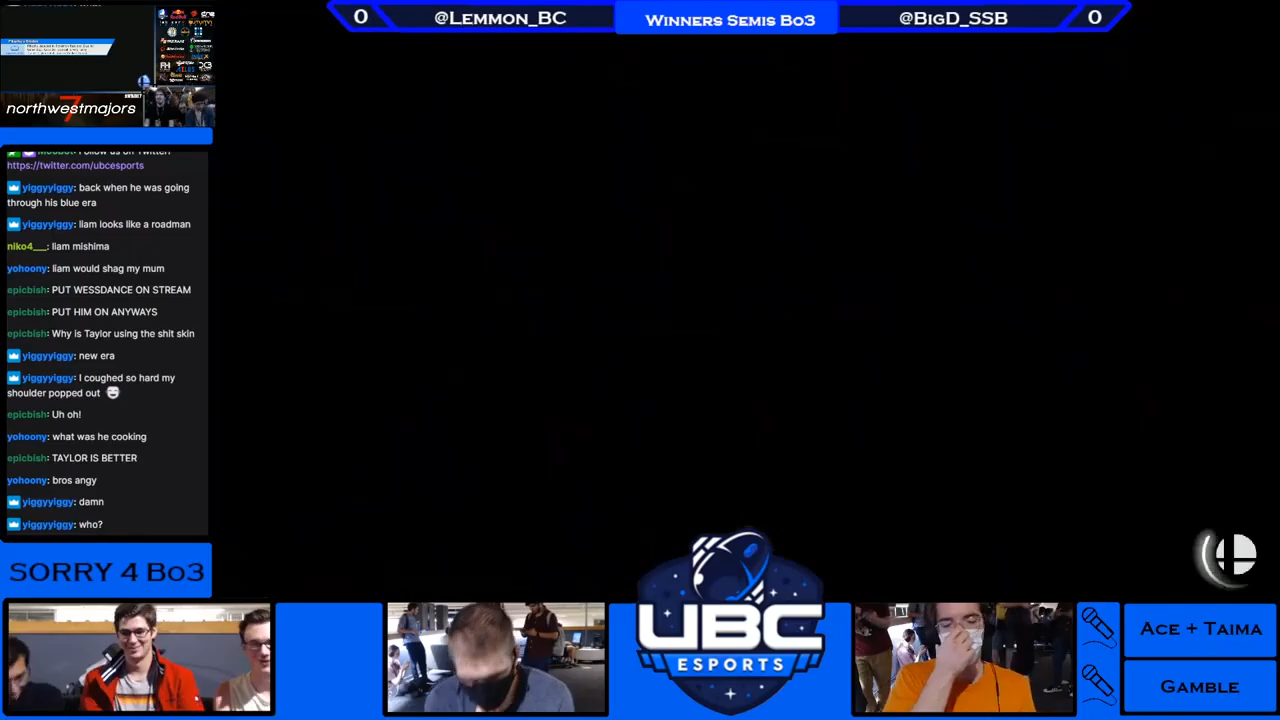 0
@Lemmon_BC
Winners Semis Bo3
@BigD_SSB
0
northwestmajors
7
https://twitter.com/ubcesports
yiggyyiggy: back when he was going
through his blue era
yiggyyiggy: liam looks like a roadman
niko4___: liam mishima
yohoony: liam would shag my mum
epicbish: PUT WESSDANCE ON STREAM
epicbish: PUT HIM ON ANYWAYS
epicbish: Why is Taylor using the shit skin
yiggyyiggy: new era
yiggyyiggy: I coughed so hard my
shoulder popped out
epicbish: Uh oh!
yohoony: what was he cooking
epicbish: TAYLOR IS BETTER
yohoony: bros angy
yiggyyiggy: damn
yiggyyiggy: who?
SORRY 4 Bo3
UBC
ESPORTS
Ace + Taima
Gamble